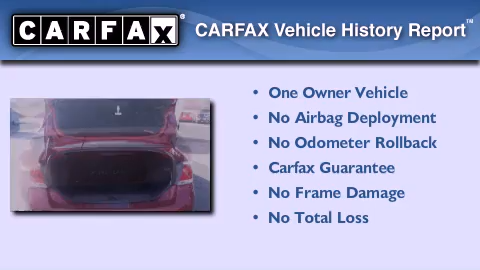 CARFAX® CARFAX Vehicle History Report™
• One Owner Vehicle
• No Airbag Deployment
• No Odometer Rollback
• Carfax Guarantee
• No Frame Damage
• No Total Loss